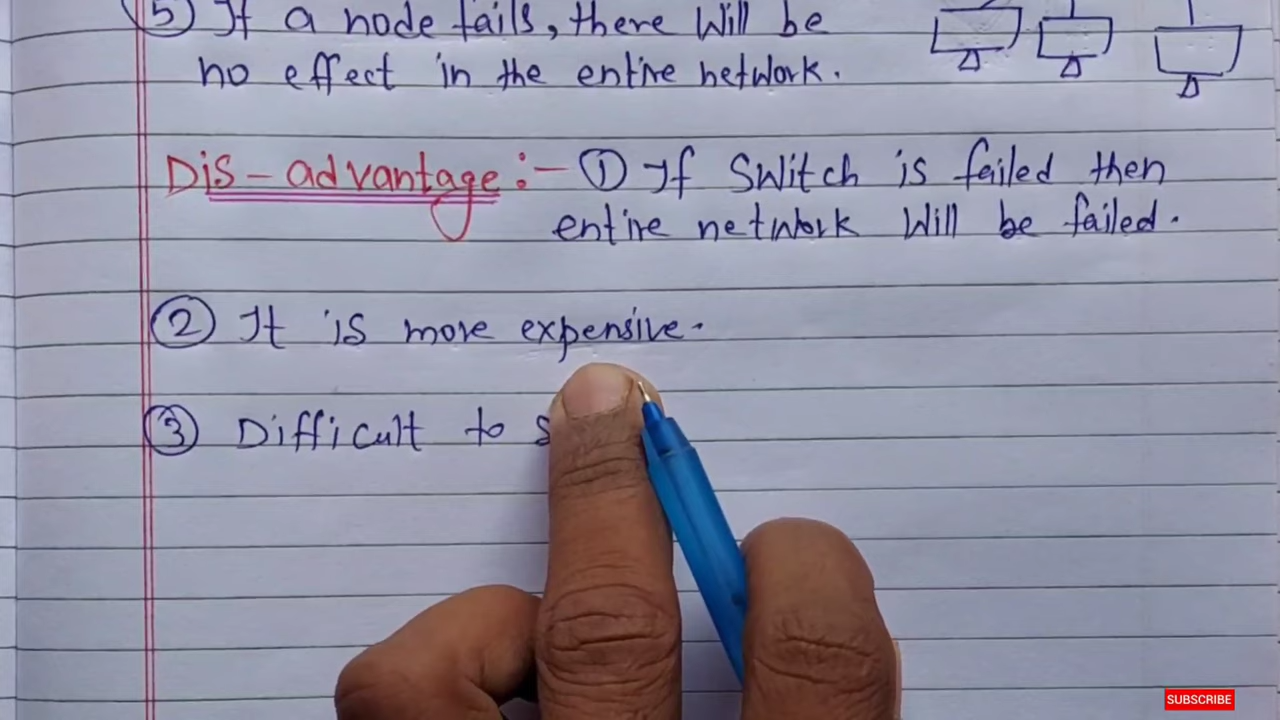 ⑤ If a node fails, there will be
no effect in the entire network.
Dis-advantage :- ① If Switch is failed then
entire network will be failed.
② It is more expensive.
③ Difficult to
SUBSCRIBE